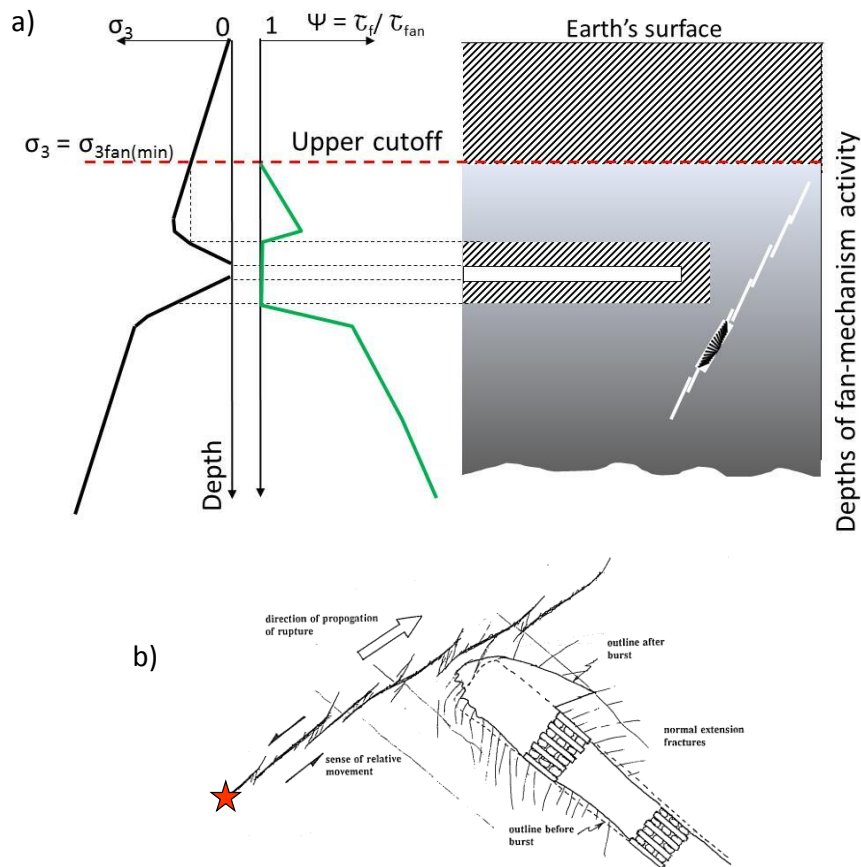 a)
σ3 0 1 Ψ = τf/ τfan
Earth's surface
σ3 = σ3fan(min)
Upper cutoff
Depth
Depths of fan-mechanism activity
b)
direction of propogation
of rupture
outline after
burst
normal extension
fractures
sense of relative
movement
outline before
burst